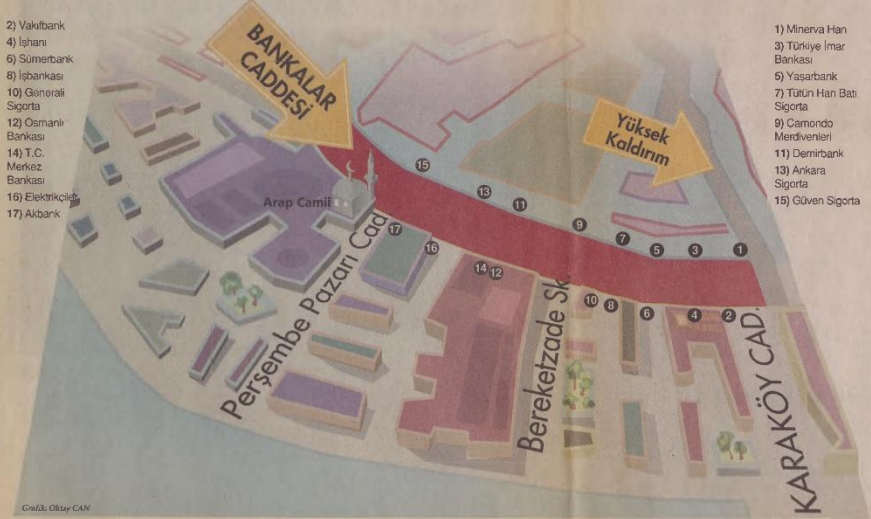 2) Vakıfbank
4) İşhanı
6) Sümerbank
8) İşbankası
10) Generali
Sigorta
12) Osmanlı
Bankası
14) T.C.
Merkez
Bankası
16) Elektrikçiler
17) Akbank
BANKALAR
CADDESİ
Yüksek
Kaldırım
1) Minerva Han
3) Türkiye İmar
Bankası
5) Yaşarbank
7) Tütün Han Batı
Sigorta
9) Camondo
Merdivenleri
11) Demirbank
13) Ankara
Sigorta
15) Güven Sigorta
Arap Camii
15
13
11
9
7
5
3
1
17
16
14 12
10
8
6
4
2
Perşembe Pazarı Cad.
Bereketzade Sk.
KARAKÖY CAD.
Grafik: Oktay CAN